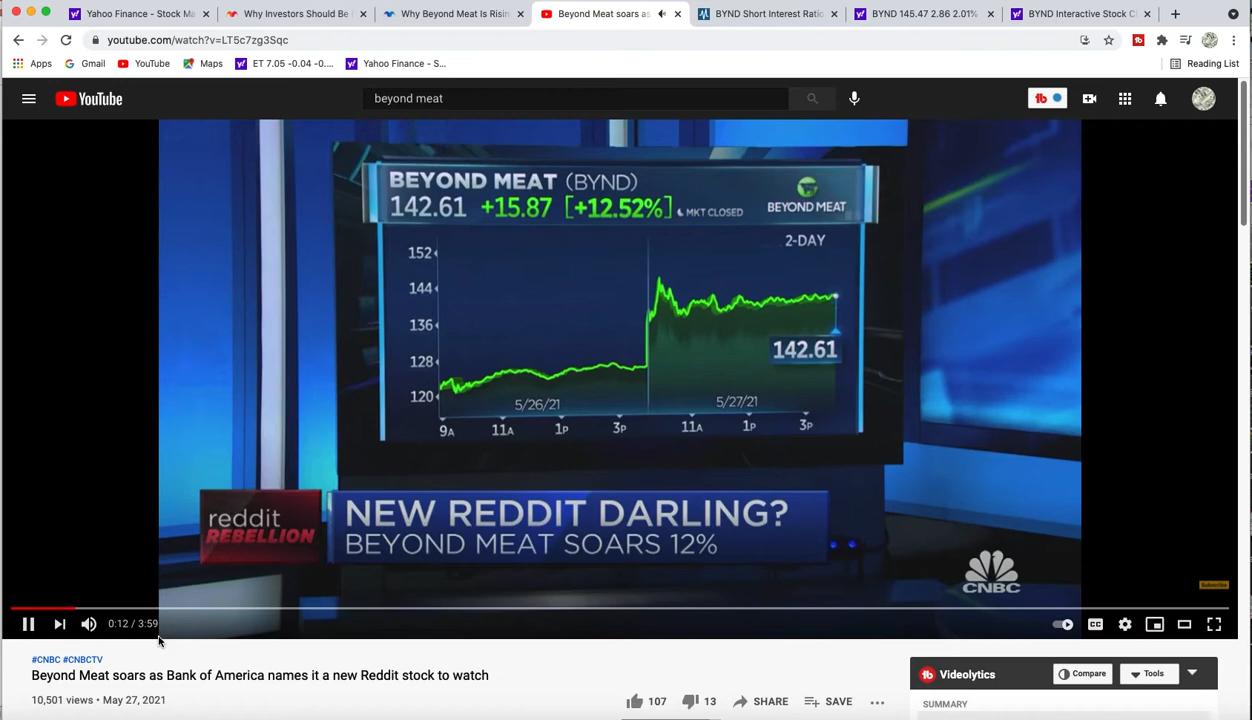 Yahoo Finance - Stock Ma
Why Investors Should Be
Why Beyond Meat Is Rising
Beyond Meat soars as
BYND Short Interest Ratio
BYND 145.47 2.86 2.01%
BYND Interactive Stock C
youtube.com/watch?v=LT5c7zg3Sqc
Apps
Gmail
YouTube
Maps
ET 7.05 -0.04 -0....
Yahoo Finance - S...
Reading List
YouTube
beyond meat
tb
BEYOND MEAT (BYND)
142.61 +15.87 [+12.52%] MKT CLOSED
BEYOND MEAT
2-DAY
152
144
136
128
120
142.61
5/26/21
5/27/21
9A 11A 1P 3P 11A 1P 3P
reddit
REBELLION
NEW REDDIT DARLING?
BEYOND MEAT SOARS 12%
CNBC
Subscribe
0:12 / 3:59
CC
#CNBC #CNBCTV
Beyond Meat soars as Bank of America names it a new Reddit stock to watch
10,501 views • May 27, 2021
107
13
SHARE
SAVE
Videolytics
Compare
Tools
SUMMARY